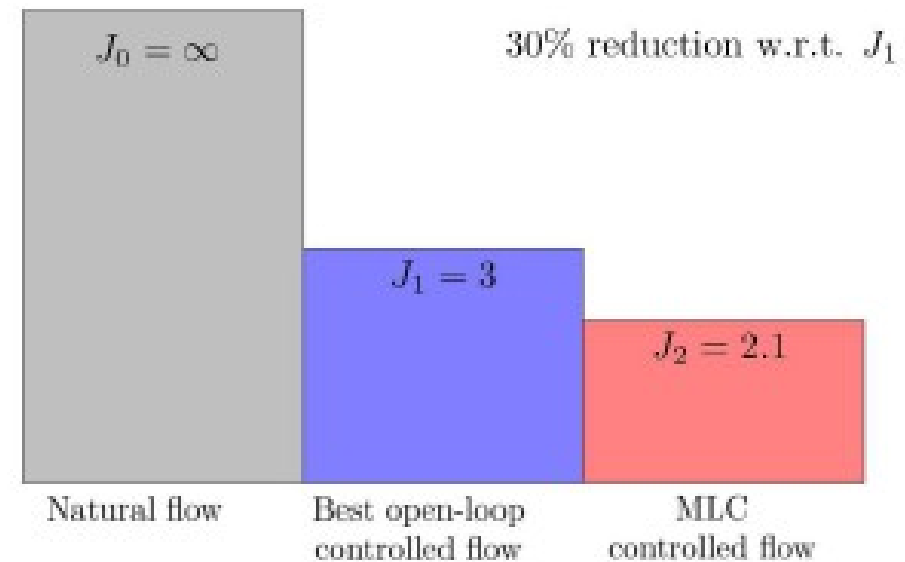 J₀ = ∞
30% reduction w.r.t. J₁
J₁ = 3
J₂ = 2.1
Natural flow
Best open-loop
controlled flow
MLC
controlled flow